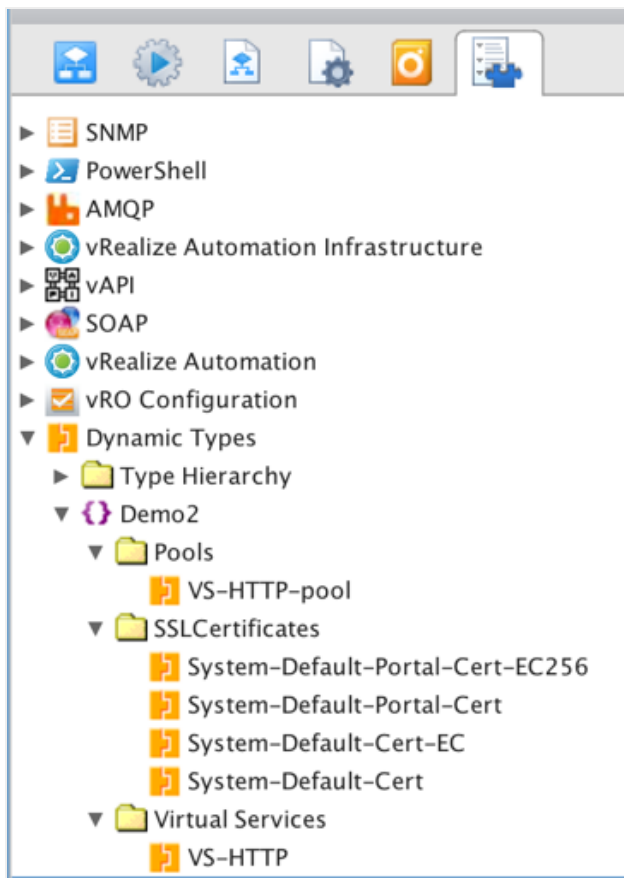 SNMP
PowerShell
AMQP
vRealize Automation Infrastructure
vAPI
SOAP
vRealize Automation
vRO Configuration
Dynamic Types
Type Hierarchy
Demo2
Pools
VS-HTTP-pool
SSLCertificates
System-Default-Portal-Cert-EC256
System-Default-Portal-Cert
System-Default-Cert-EC
System-Default-Cert
Virtual Services
VS-HTTP